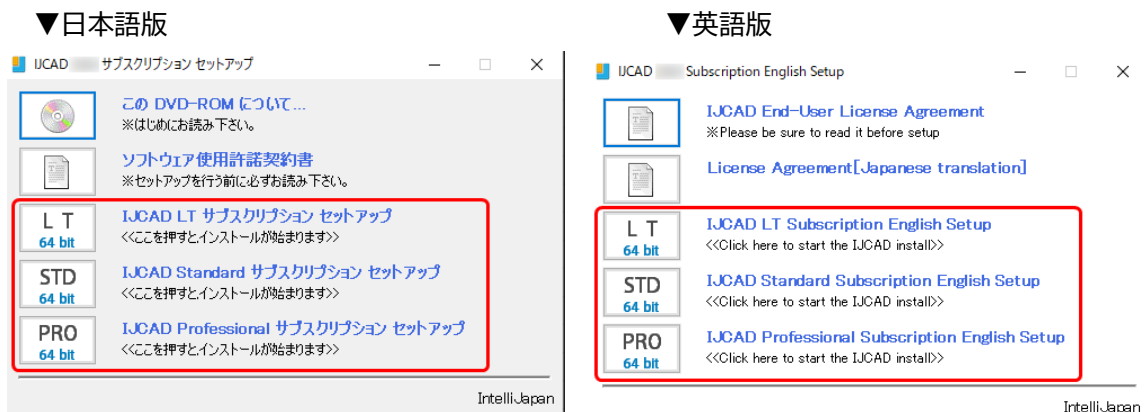 ▼日本語版
IJCAD サブスクリプション セットアップ
この DVD-ROM について...
※はじめにお読み下さい。
ソフトウェア使用許諾契約書
※セットアップを行う前に必ずお読み下さい。
LT
64 bit
IJCAD LT サブスクリプション セットアップ
<<ここを押すとインストールが始まります>>
STD
64 bit
IJCAD Standard サブスクリプション セットアップ
<<ここを押すとインストールが始まります>>
PRO
64 bit
IJCAD Professional サブスクリプション セットアップ
<<ここを押すとインストールが始まります>>
IntelliJapan
▼英語版
IJCAD Subscription English Setup
IJCAD End-User License Agreement
※Please be sure to read it before setup
License Agreement[Japanese translation]
LT
64 bit
IJCAD LT Subscription English Setup
<<Click here to start the IJCAD install>>
STD
64 bit
IJCAD Standard Subscription English Setup
<<Click here to start the IJCAD install>>
PRO
64 bit
IJCAD Professional Subscription English Setup
<<Click here to start the IJCAD install>>
IntelliJapan